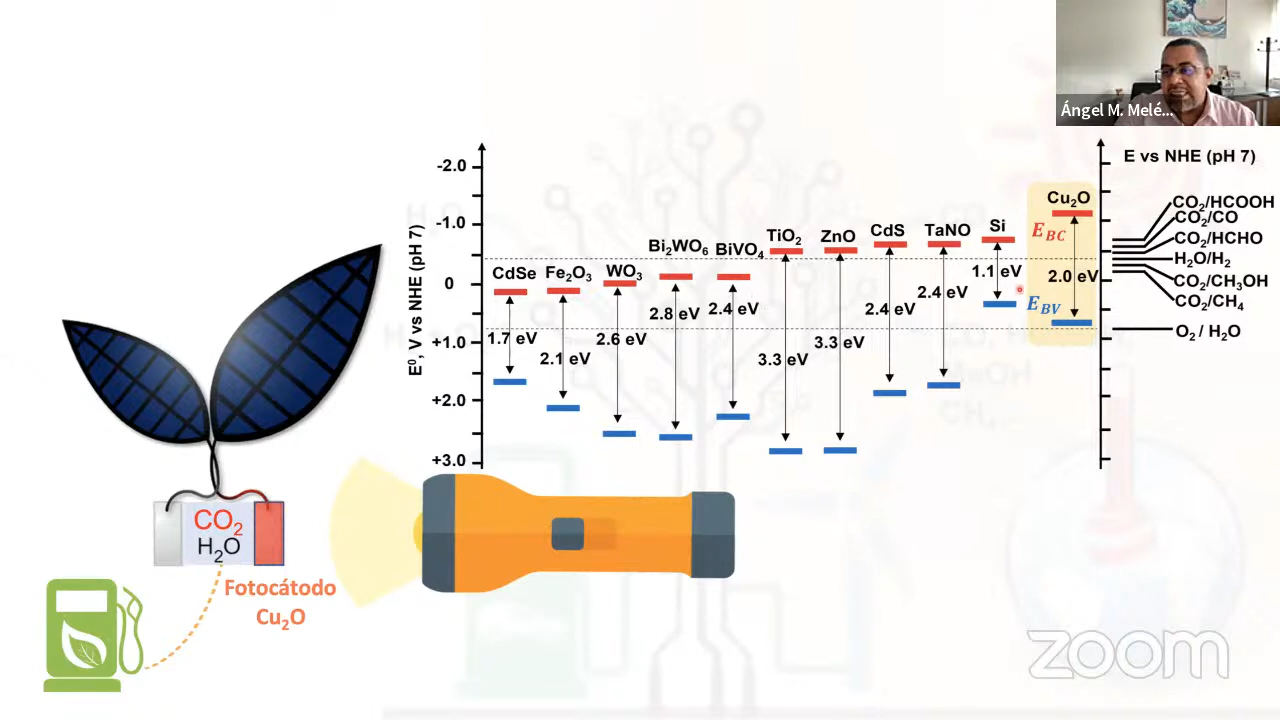 Ángel M. Melé...
E⁰, V vs NHE (pH 7)
-2.0
-1.0
0
+1.0
+2.0
+3.0
CdSe
1.7 eV
Fe₂O₃
2.1 eV
WO₃
2.6 eV
Bi₂WO₆
2.8 eV
BiVO₄
2.4 eV
TiO₂
3.3 eV
ZnO
3.3 eV
CdS
2.4 eV
TaNO
2.4 eV
Si
1.1 eV
Cu₂O
E_BC
2.0 eV
E_BV
E vs NHE (pH 7)
CO₂/HCOOH
CO₂/CO
CO₂/HCHO
H₂O/H₂
CO₂/CH₃OH
CO₂/CH₄
O₂ / H₂O
CO₂
H₂O
Fotocátodo
Cu₂O
zoom